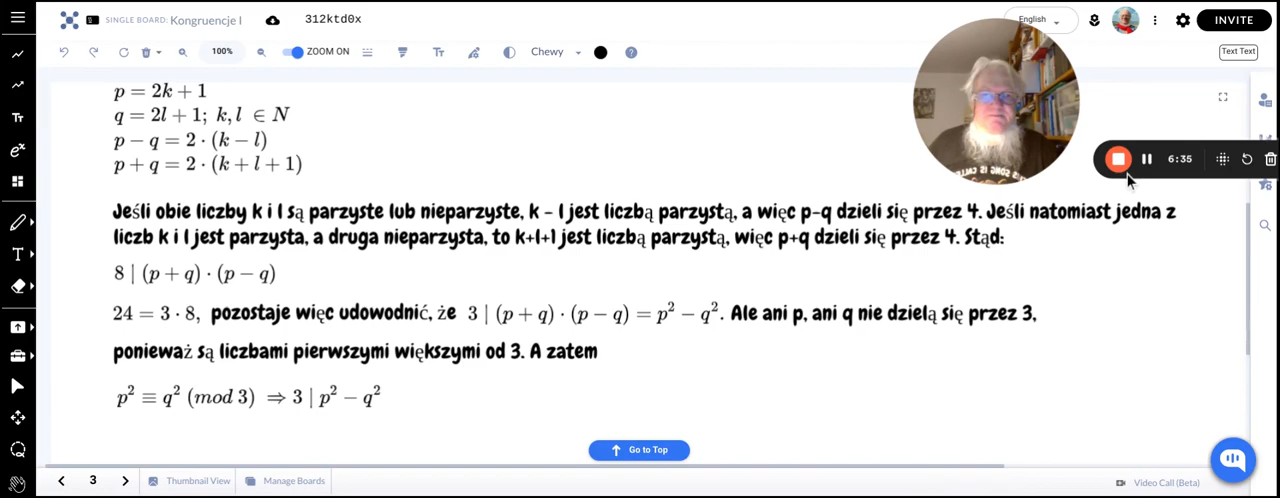 SINGLE BOARD: Kongruencje I
312ktd0x
English
INVITE
100%
ZOOM ON
Chewy
Text Text
p = 2k + 1
q = 2l + 1; k, l ∈ N
p − q = 2 · (k − l)
p + q = 2 · (k + l + 1)
6:35
Jeśli obie liczby k i l są parzyste lub nieparzyste, k - l jest liczbą parzystą, a więc p-q dzieli się przez 4. Jeśli natomiast jedna z
liczb k i l jest parzysta, a druga nieparzysta, to k+l+1 jest liczbą parzystą, więc p+q dzieli się przez 4. Stąd:
8 | (p + q) · (p − q)
24 = 3 · 8, pozostaje więc udowodnić, że 3 | (p + q) · (p − q) = p² − q². Ale ani p, ani q nie dzielą się przez 3,
ponieważ są liczbami pierwszymi większymi od 3. A zatem
p² ≡ q² (mod 3) ⇒ 3 | p² − q²
Go to Top
3
Thumbnail View
Manage Boards
Video Call (Beta)